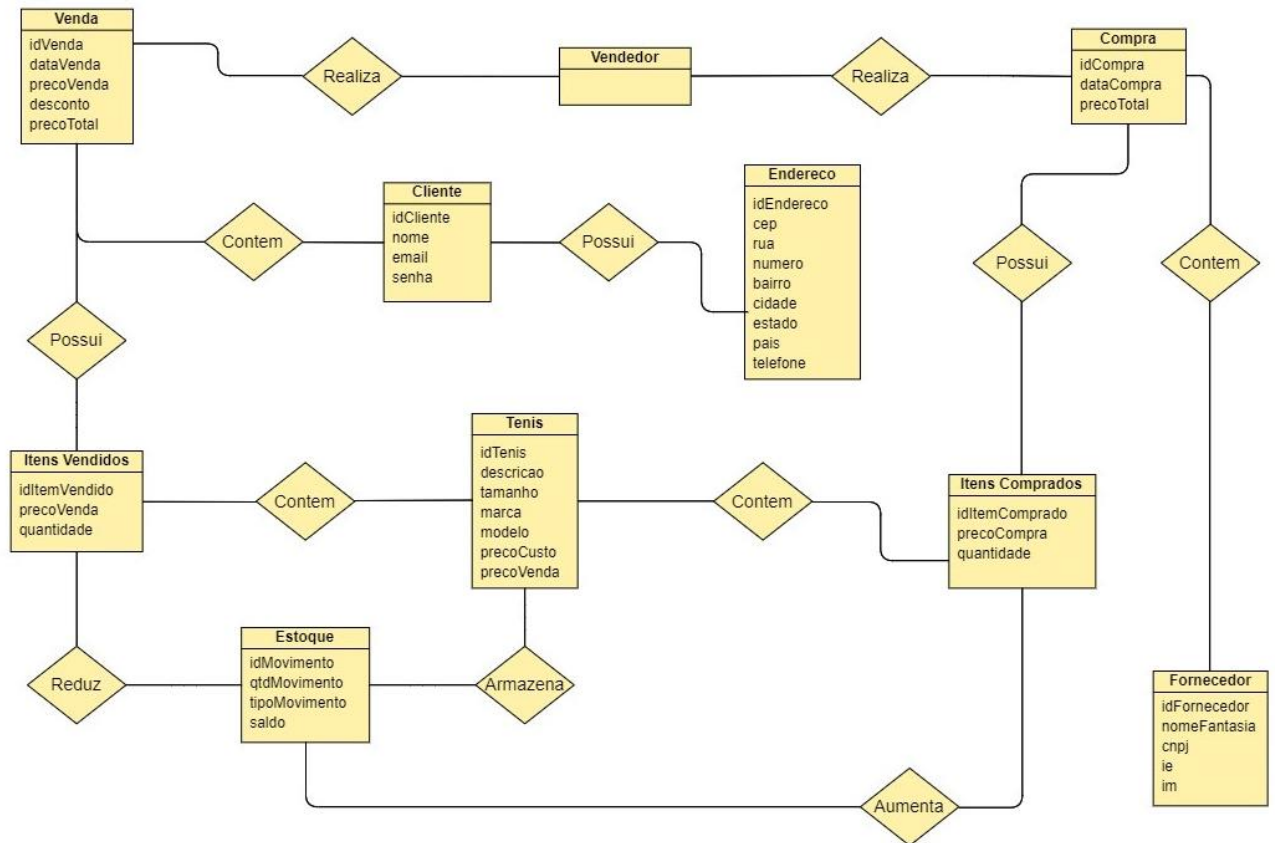 Venda
idVenda
dataVenda
precoVenda
desconto
precoTotal
Realiza
Vendedor
Realiza
Compra
idCompra
dataCompra
precoTotal
Contem
Cliente
idCliente
nome
email
senha
Possui
Endereco
idEndereco
cep
rua
numero
bairro
cidade
estado
pais
telefone
Possui
Contem
Possui
Itens Vendidos
idItemVendido
precoVenda
quantidade
Contem
Tenis
idTenis
descricao
tamanho
marca
modelo
precoCusto
precoVenda
Contem
Itens Comprados
idItemComprado
precoCompra
quantidade
Reduz
Estoque
idMovimento
qtdMovimento
tipoMovimento
saldo
Armazena
Fornecedor
idFornecedor
nomeFantasia
cnpj
ie
im
Aumenta